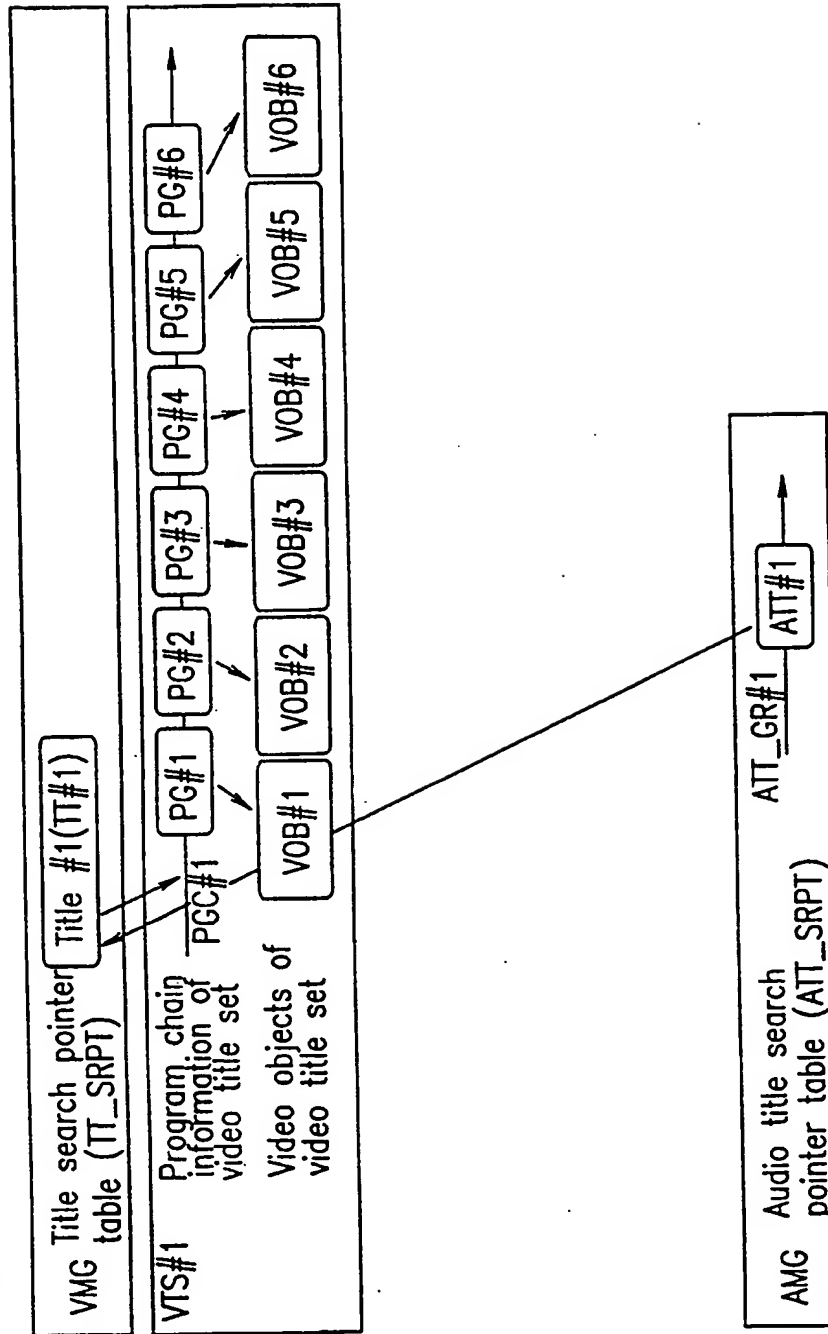 VMG Title search pointer
table (TT_SRPT)
Title #1(TT#1)
VTS#1
Program chain
information of
video title set
PGC#1
PG#1
PG#2
PG#3
PG#4
PG#5
PG#6
Video objects of
video title set
VOB#1
VOB#2
VOB#3
VOB#4
VOB#5
VOB#6
AMG
Audio title search
pointer table (ATT_SRPT)
ATT_GR#1
ATT#1